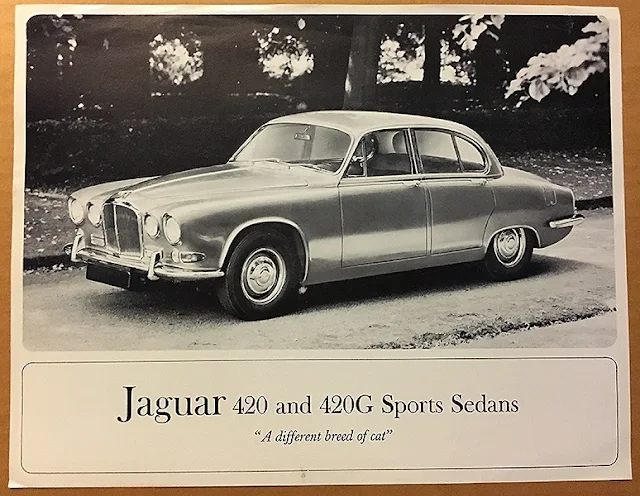 Jaguar 420 and 420G Sports Sedans
"A different breed of cat"